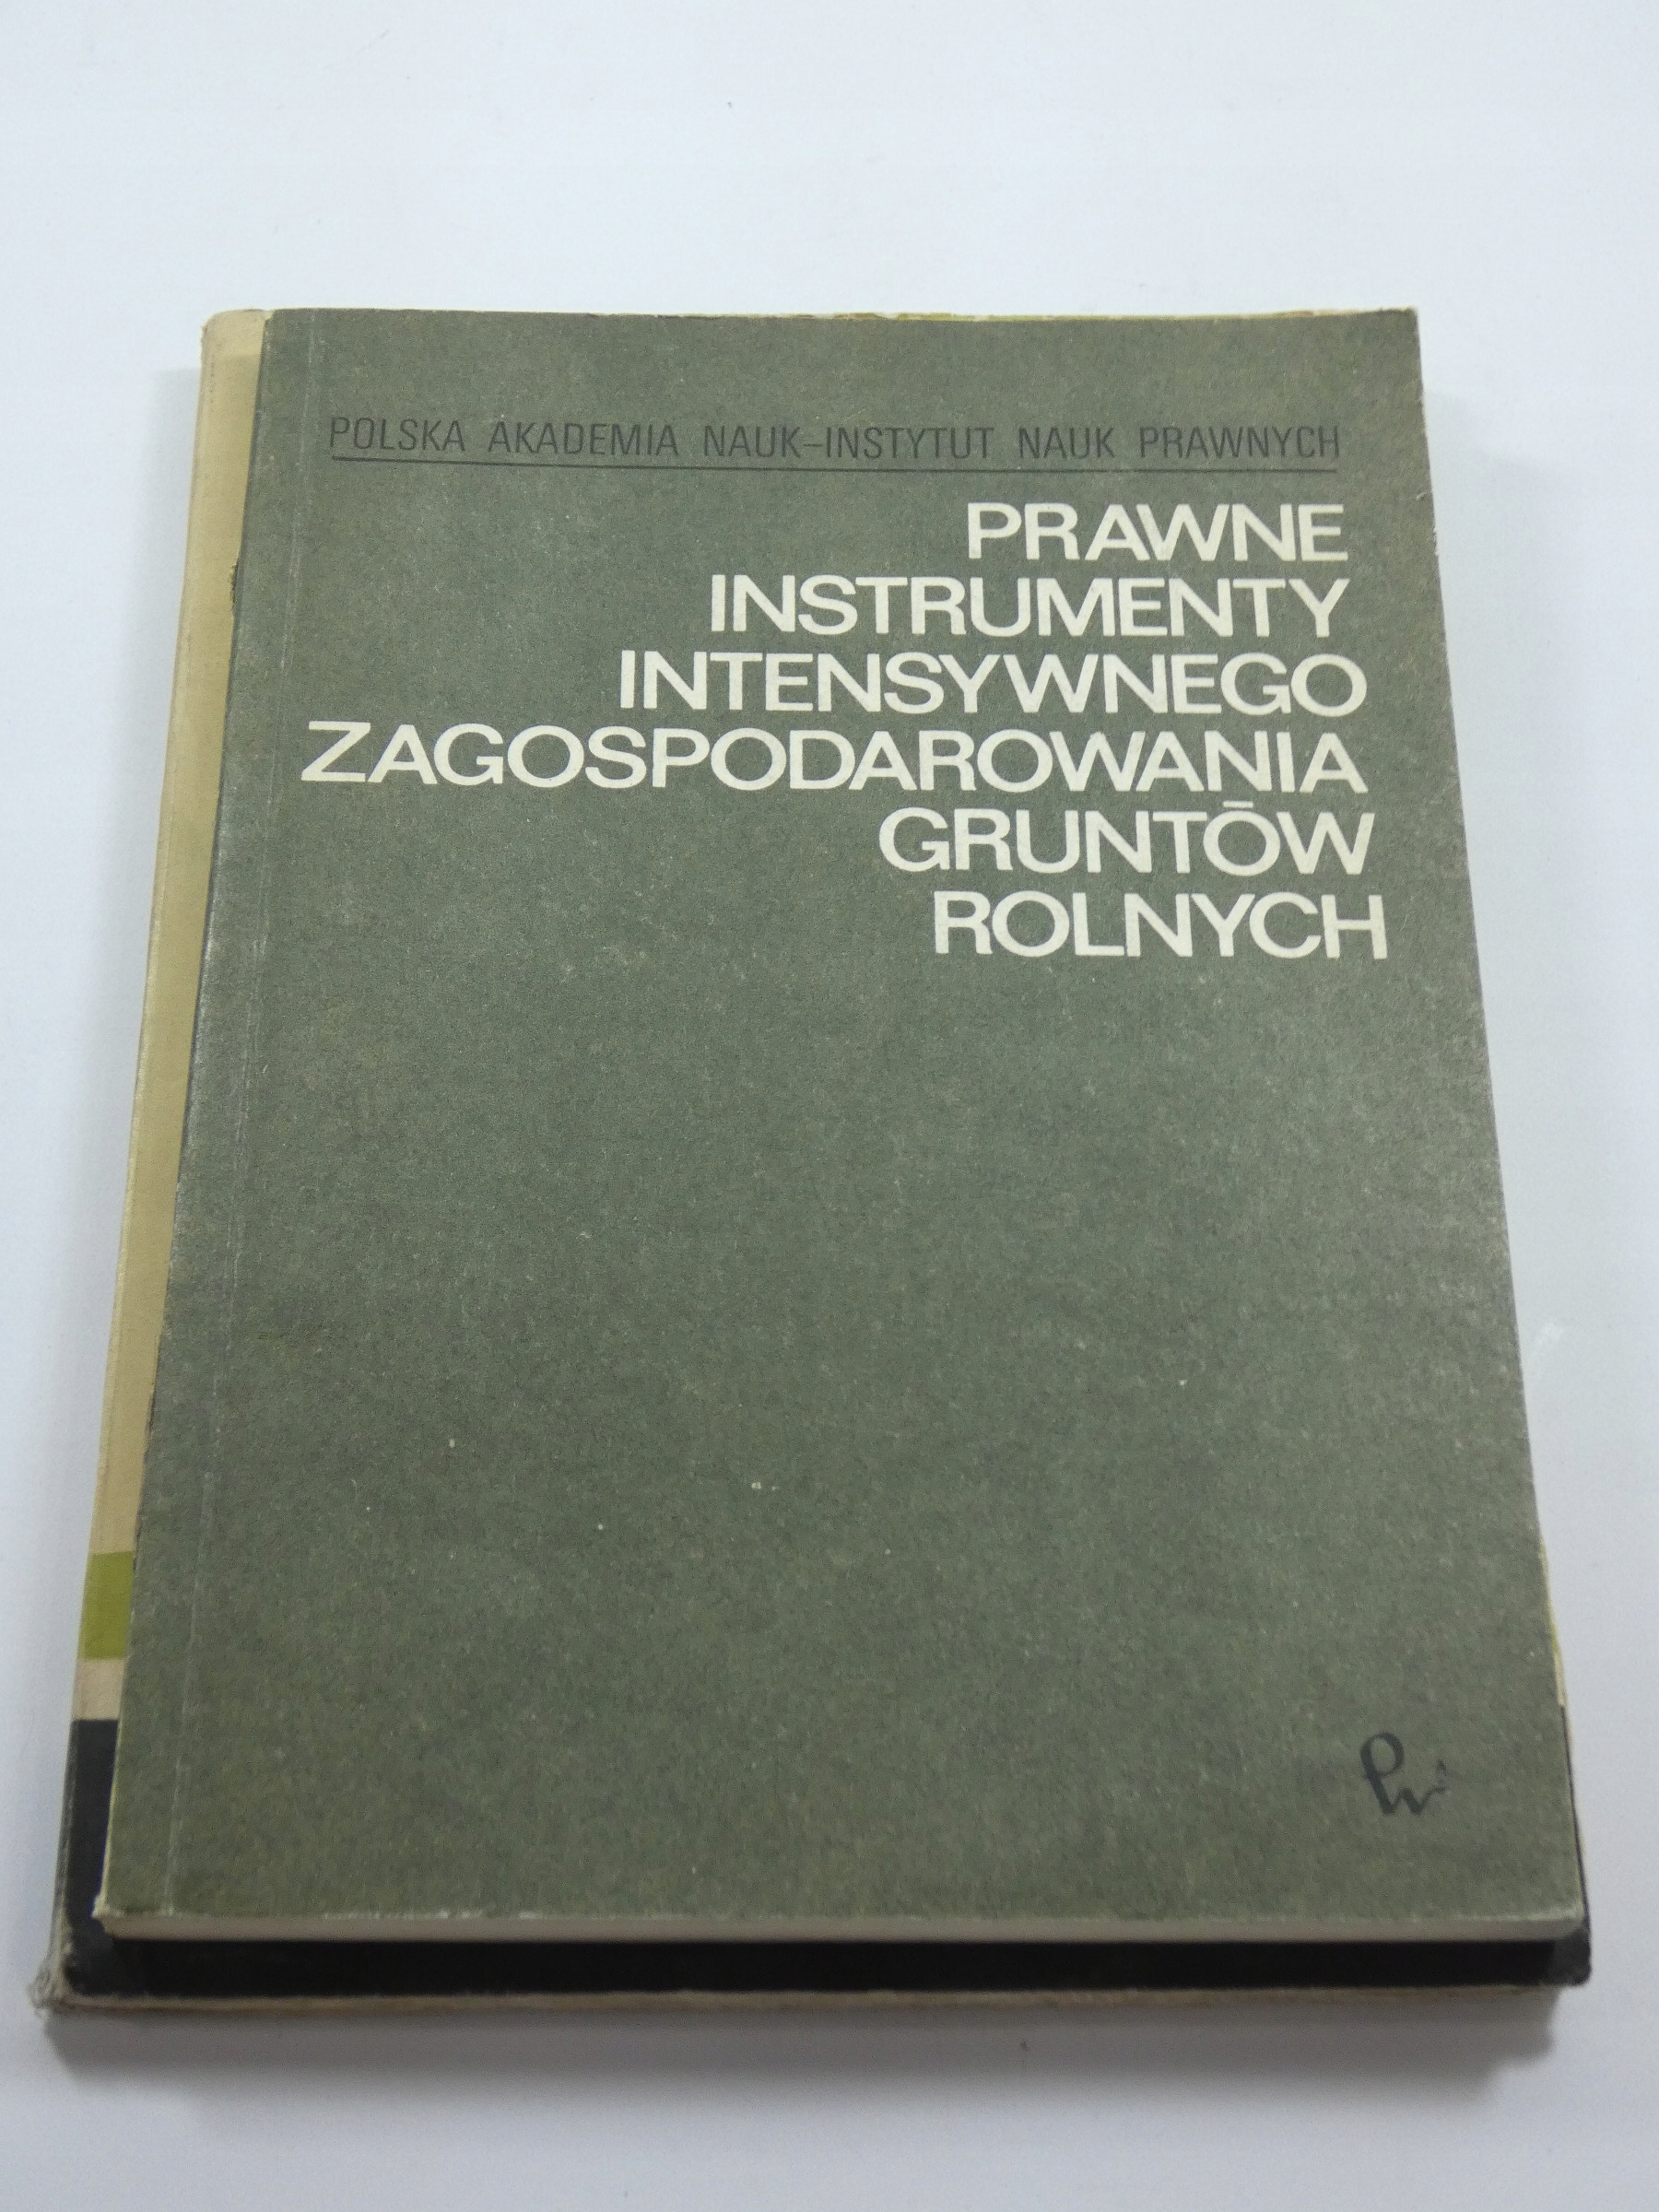 POLSKA AKADEMIA NAUK-INSTYTUT NAUK PRAWNYCH
PRAWNE
INSTRUMENTY
INTENSYWNEGO
ZAGOSPODAROWANIA
GRUNTÓW
ROLNYCH